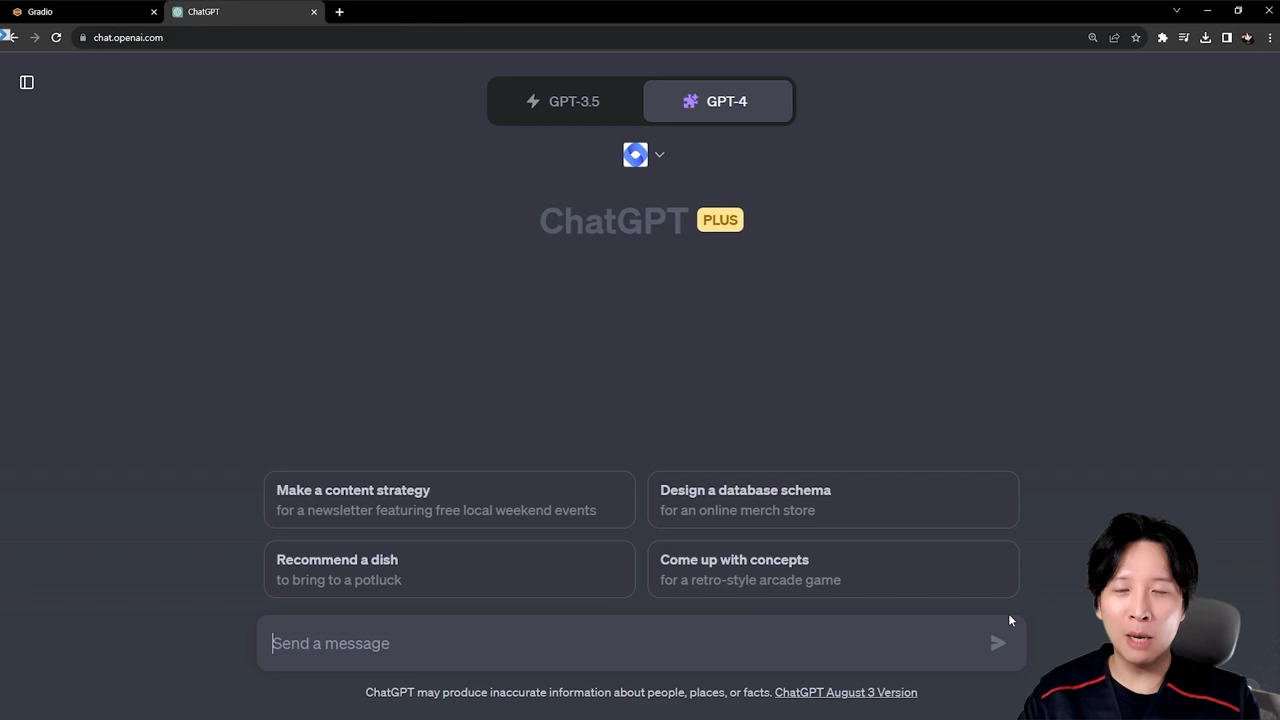 Gradio
ChatGPT
chat.openai.com
GPT-3.5
GPT-4
ChatGPT PLUS
Make a content strategy
for a newsletter featuring free local weekend events
Design a database schema
for an online merch store
Recommend a dish
to bring to a potluck
Come up with concepts
for a retro-style arcade game
Send a message
ChatGPT may produce inaccurate information about people, places, or facts. ChatGPT August 3 Version